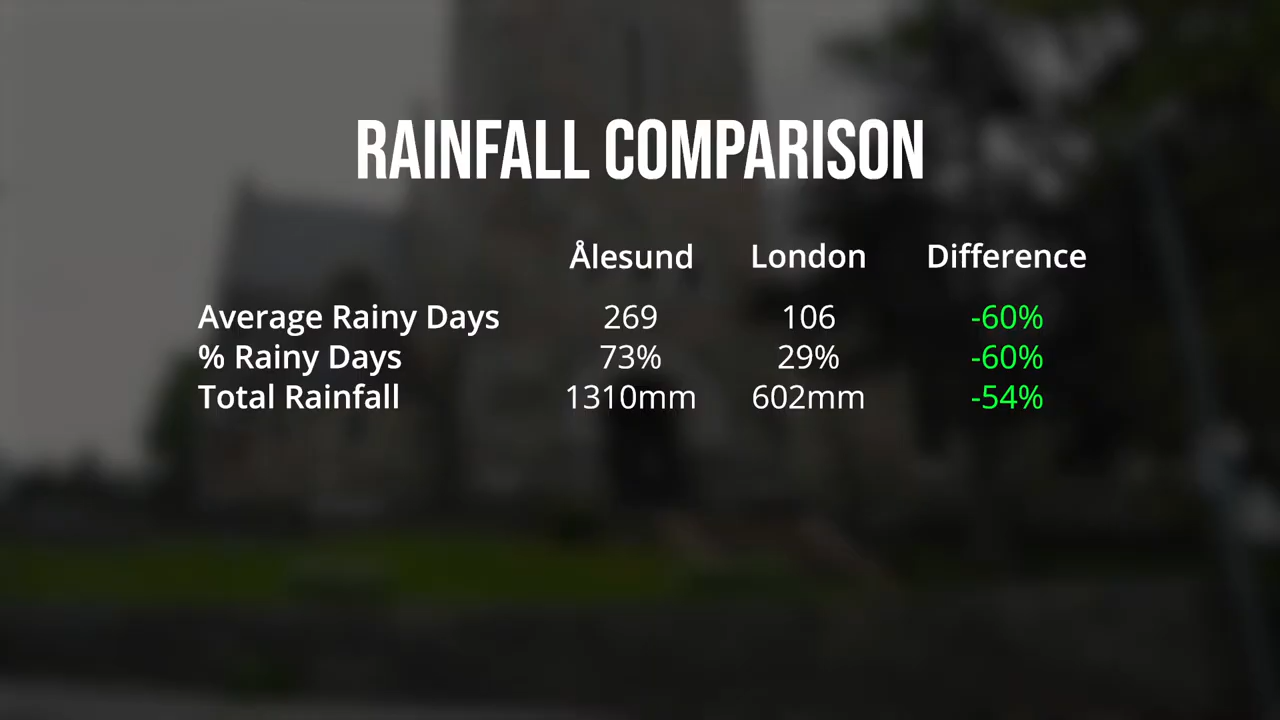 RAINFALL COMPARISON
Ålesund London Difference
Average Rainy Days 269 106 -60%
% Rainy Days 73% 29% -60%
Total Rainfall 1310mm 602mm -54%